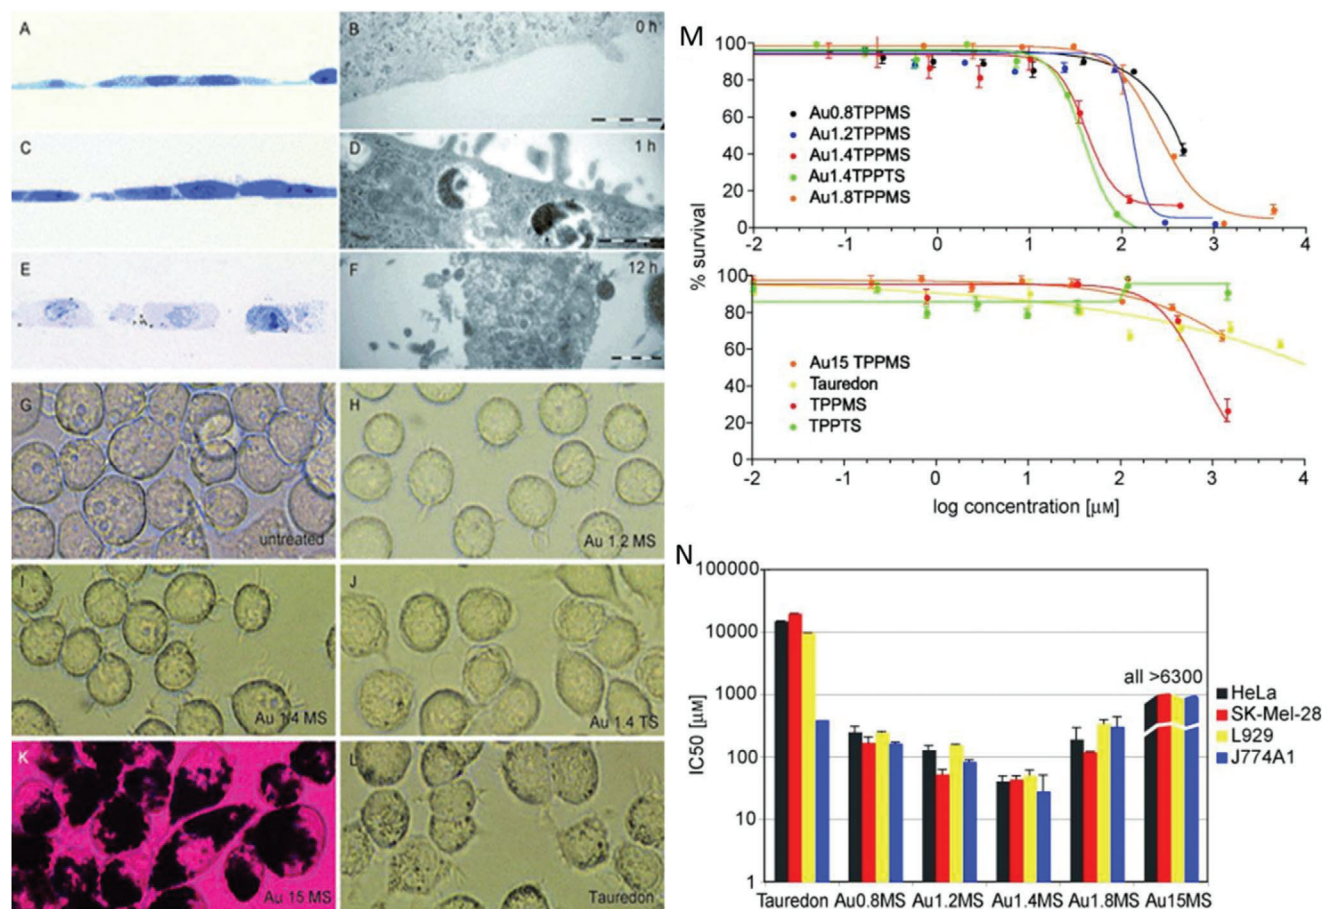 A
B
0 h
C
D
1 h
E
F
12 h
G
untreated
H
Au 1.2 MS
I
Au 1.4 MS
J
Au 1.4 TS
K
Au 15 MS
L
Tauredon
M
% survival
100
80
60
40
20
0
Au0.8TPPMS
Au1.2TPPMS
Au1.4TPPMS
Au1.4TPPTS
Au1.8TPPMS
-2 -1 0 1 2 3 4
100
80
60
40
20
0
Au15 TPPMS
Tauredon
TPPMS
TPPTS
-2 -1 0 1 2 3 4
log concentration [μM]
N
IC50 [μM]
100000
10000
1000
100
10
1
all >6300
HeLa
SK-Mel-28
L929
J774A1
Tauredon Au0.8MS Au1.2MS Au1.4MS Au1.8MS Au15MS